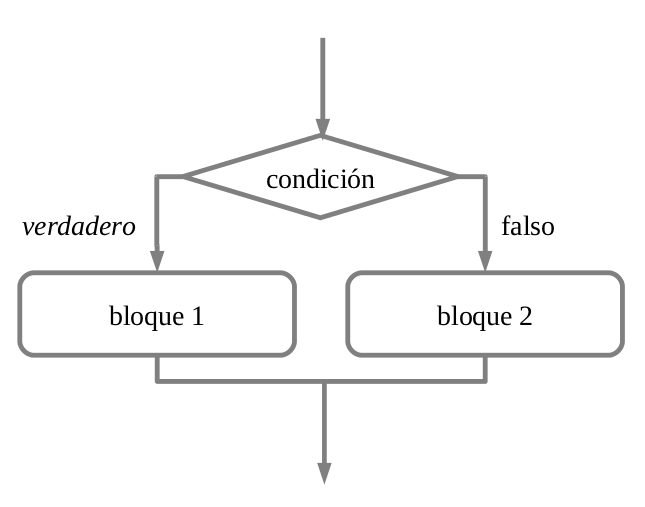 condición
verdadero
falso
bloque 1
bloque 2